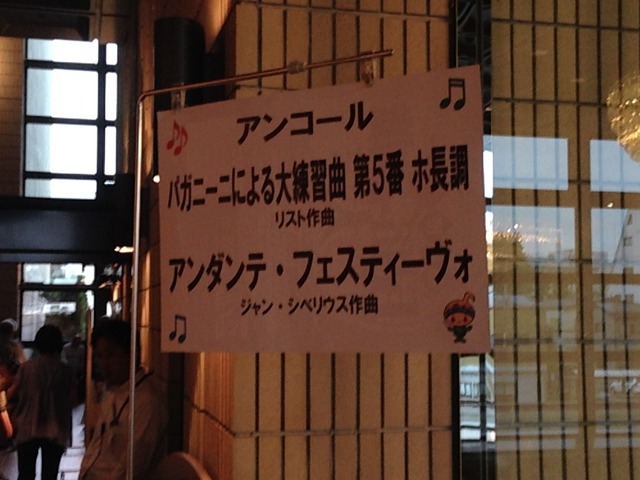 アンコール
パガニーニによる大練習曲 第5番 ホ長調
リスト作曲
アンダンテ・フェスティーヴォ
ジャン・シベリウス作曲